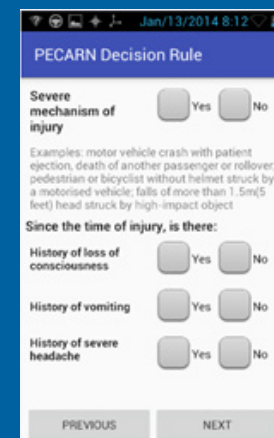 Jan/13/2014 8:12
PECARN Decision Rule
Severe
mechanism of
injury
Yes No
Examples: motor vehicle crash with patient
ejection, death of another passenger or rollover;
pedestrian or bicyclist without helmet struck by
a motorised vehicle; falls of more than 1.5m(5
feet) head struck by high-impact object
Since the time of injury, is there:
History of loss of
consciousness
Yes No
History of vomiting Yes No
History of severe
headache
Yes No
PREVIOUS NEXT